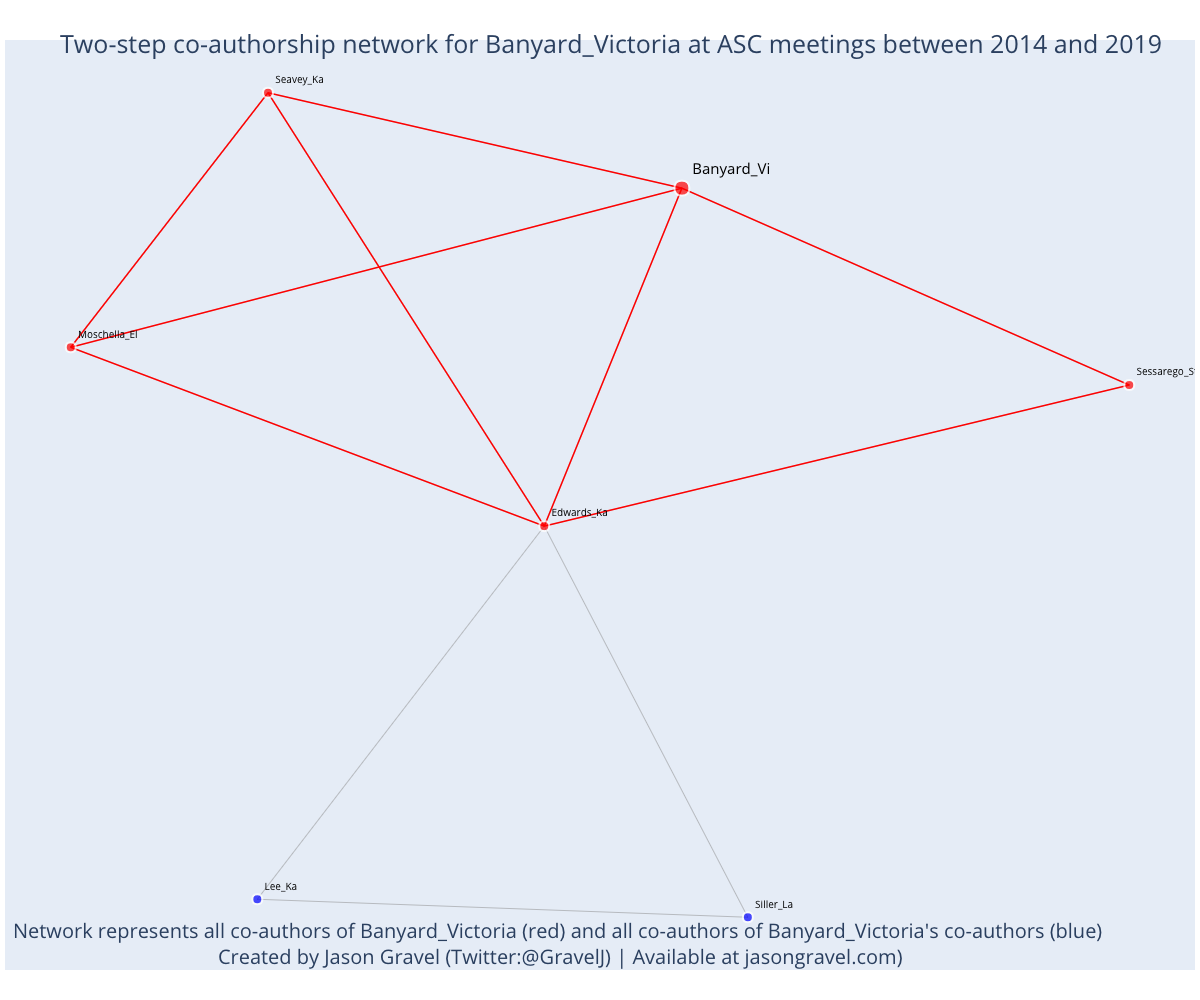 Two-step co-authorship network for Banyard_Victoria at ASC meetings between 2014 and 2019
Seavey_Ka
Banyard_Vi
Moschella_El
Edwards_Ka
Lee_Ka
Siller_La
Network represents all co-authors of Banyard_Victoria (red) and all co-authors of Banyard_Victoria's co-authors (blue)
Created by Jason Gravel (Twitter:@GravelJ) | Available at jasongravel.com)